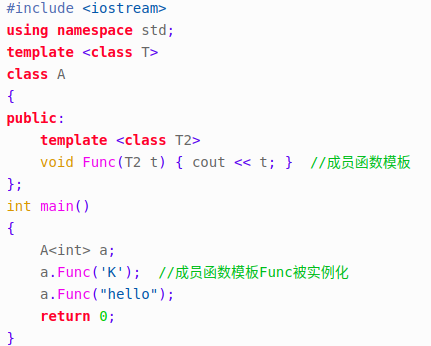 #include <iostream>
using namespace std;
template <class T>
class A
{
public:
    template <class T2>
    void Func(T2 t) { cout << t; }  //成员函数模板
};
int main()
{
    A<int> a;
    a.Func('K');  //成员函数模板Func被实例化
    a.Func("hello");
    return 0;
}